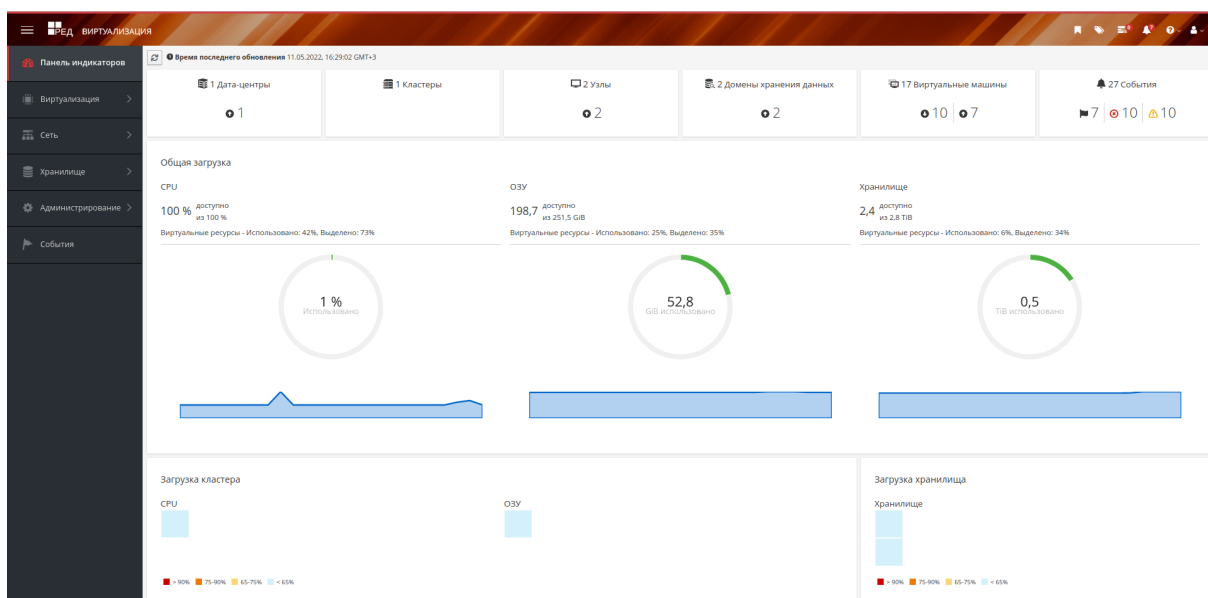 РЕД ВИРТУАЛИЗАЦИЯ
Панель индикаторов
Виртуализация
Сеть
Хранилище
Администрирование
События
Время последнего обновления 11.05.2022, 16:29:02 GMT+3
1 Дата-центры
1
1 Кластеры
2 Узлы
2
2 Домены хранения данных
2
17 Виртуальные машины
10 7
27 События
7 10 10
Общая загрузка
CPU
100 % доступно
из 100 %
Виртуальные ресурсы - Использовано: 42%, Выделено: 73%
1 %
Использовано
ОЗУ
198,7 доступно
из 251,5 GiB
Виртуальные ресурсы - Использовано: 25%, Выделено: 35%
52,8
GiB использовано
Хранилище
2,4 доступно
из 2,8 TiB
Виртуальные ресурсы - Использовано: 6%, Выделено: 34%
0,5
TiB использовано
Загрузка кластера
CPU
ОЗУ
> 90% 75-90% 65-75% < 65%
Загрузка хранилища
Хранилище
> 90% 75-90% 65-75% < 65%